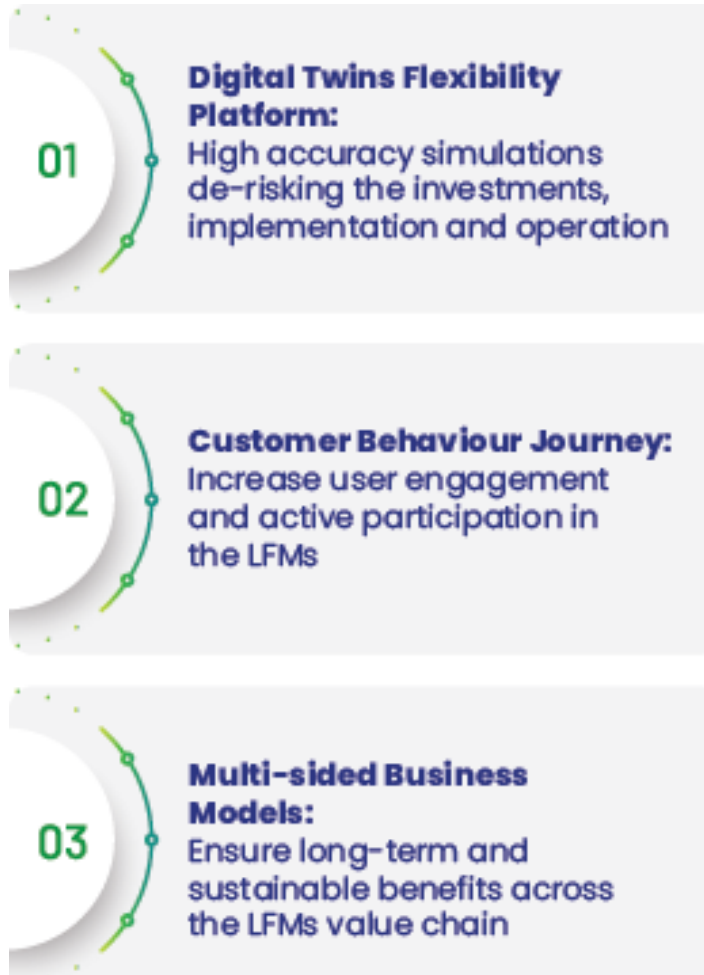 01
Digital Twins Flexibility
Platform:
High accuracy simulations
de-risking the investments,
implementation and operation
02
Customer Behaviour Journey:
Increase user engagement
and active participation in
the LFMs
03
Multi-sided Business
Models:
Ensure long-term and
sustainable benefits across
the LFMs value chain